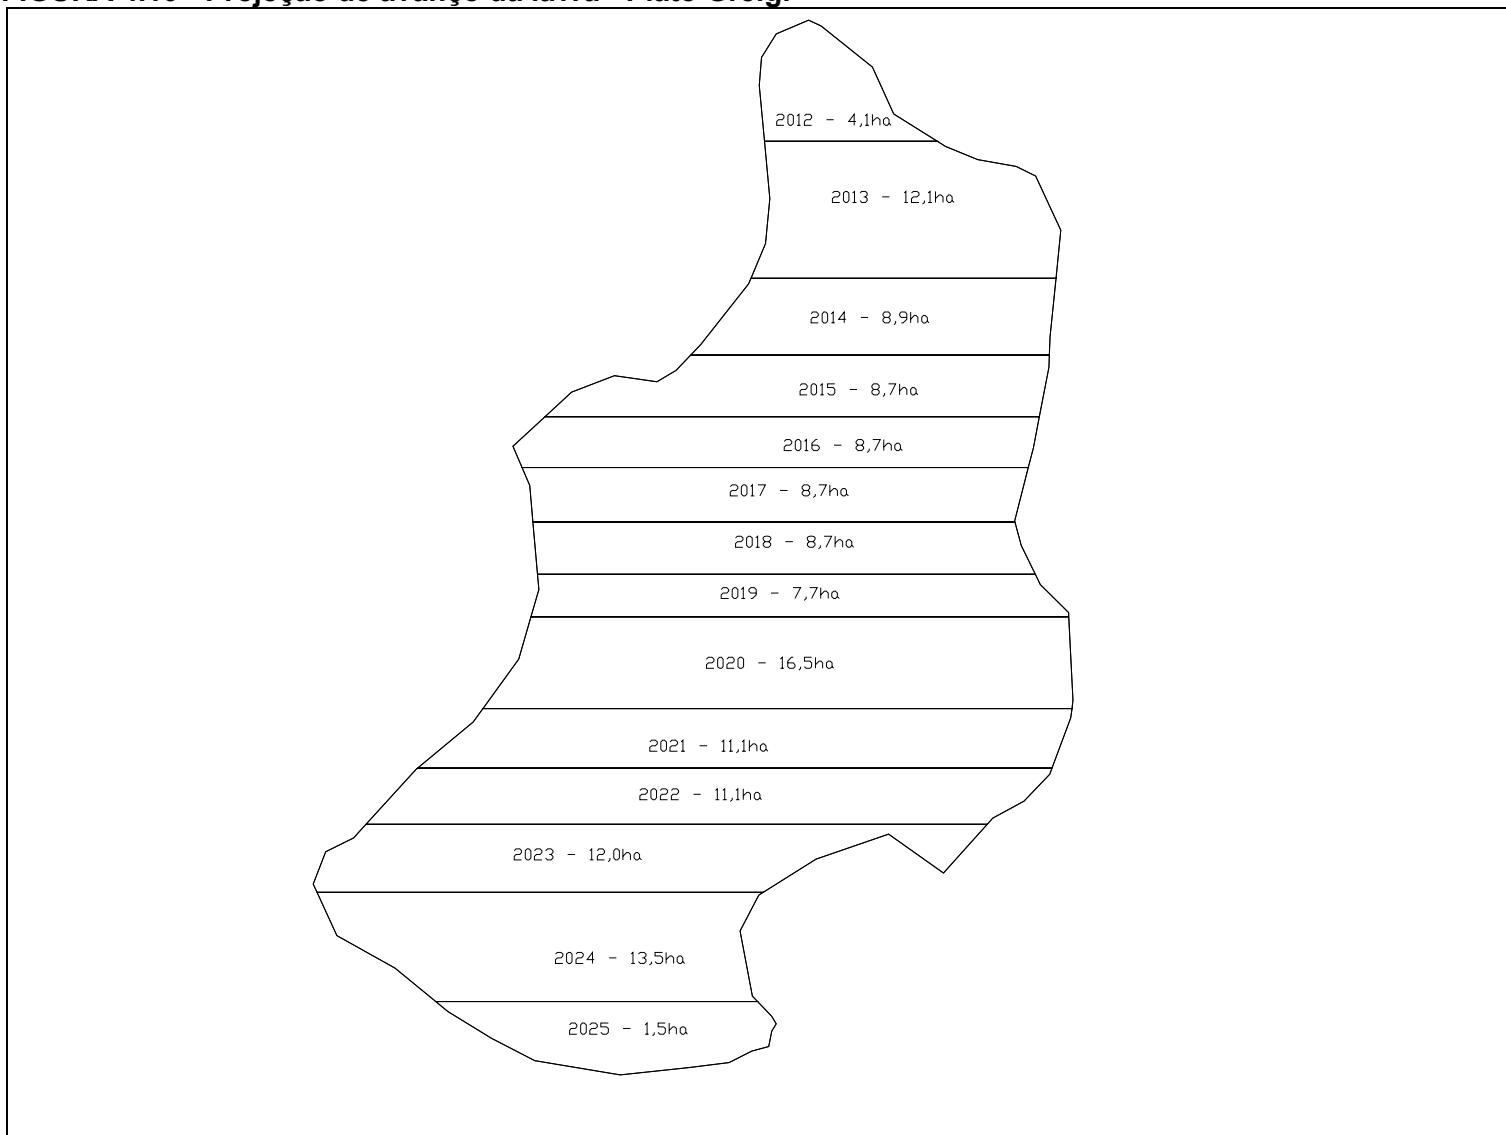 2012 - 4,1ha
2013 - 12,1ha
2014 - 8,9ha
2015 - 8,7ha
2016 - 8,7ha
2017 - 8,7ha
2018 - 8,7ha
2019 - 7,7ha
2020 - 16,5ha
2021 - 11,1ha
2022 - 11,1ha
2023 - 12,0ha
2024 - 13,5ha
2025 - 1,5ha